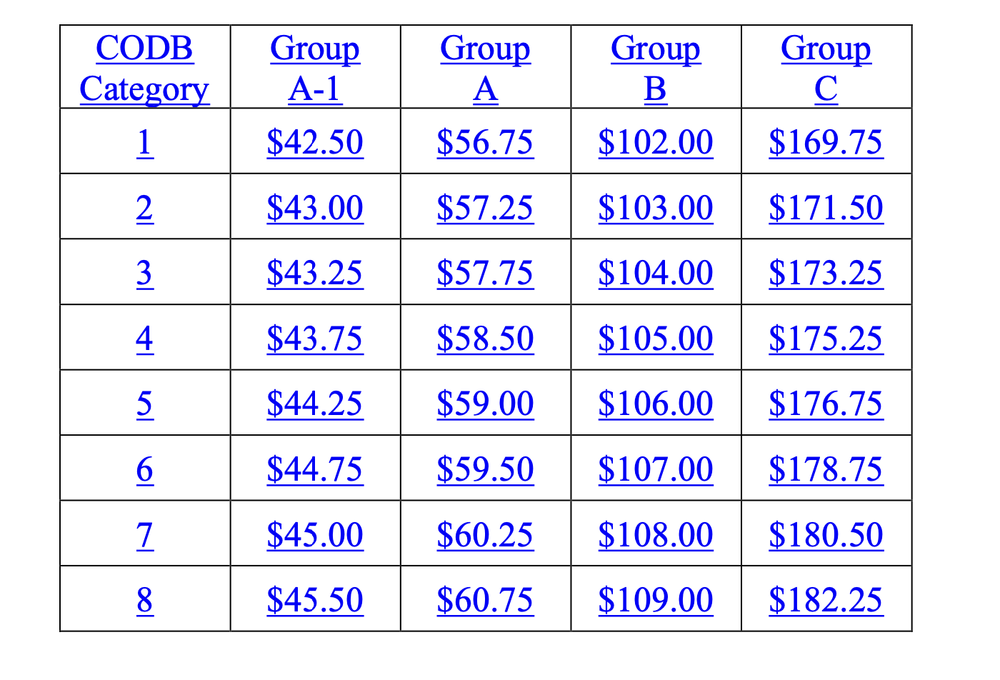 CODB Category Group A-1 Group A Group B Group C
1 $42.50 $56.75 $102.00 $169.75
2 $43.00 $57.25 $103.00 $171.50
3 $43.25 $57.75 $104.00 $173.25
4 $43.75 $58.50 $105.00 $175.25
5 $44.25 $59.00 $106.00 $176.75
6 $44.75 $59.50 $107.00 $178.75
7 $45.00 $60.25 $108.00 $180.50
8 $45.50 $60.75 $109.00 $182.25